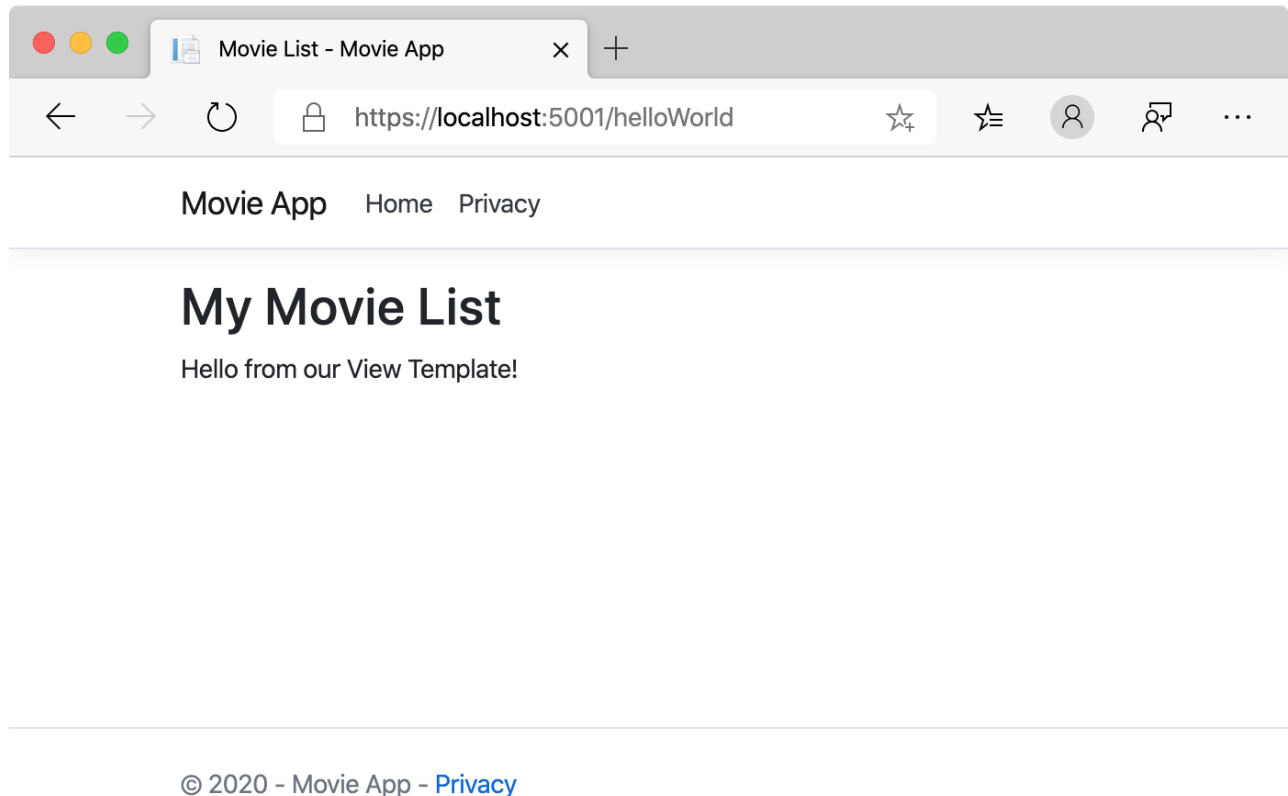 Movie List - Movie App
https://localhost:5001/helloWorld
Movie App Home Privacy
My Movie List
Hello from our View Template!
© 2020 - Movie App - Privacy